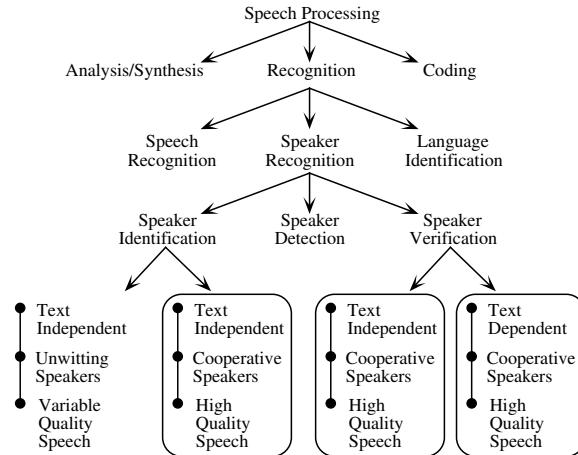 Speech Processing
Analysis/Synthesis
Recognition
Coding
Speech
Recognition
Speaker
Recognition
Language
Identification
Speaker
Identification
Speaker
Detection
Speaker
Verification
Text
Independent
Unwitting
Speakers
Variable
Quality
Speech
Text
Independent
Cooperative
Speakers
High
Quality
Speech
Text
Independent
Cooperative
Speakers
High
Quality
Speech
Text
Dependent
Cooperative
Speakers
High
Quality
Speech